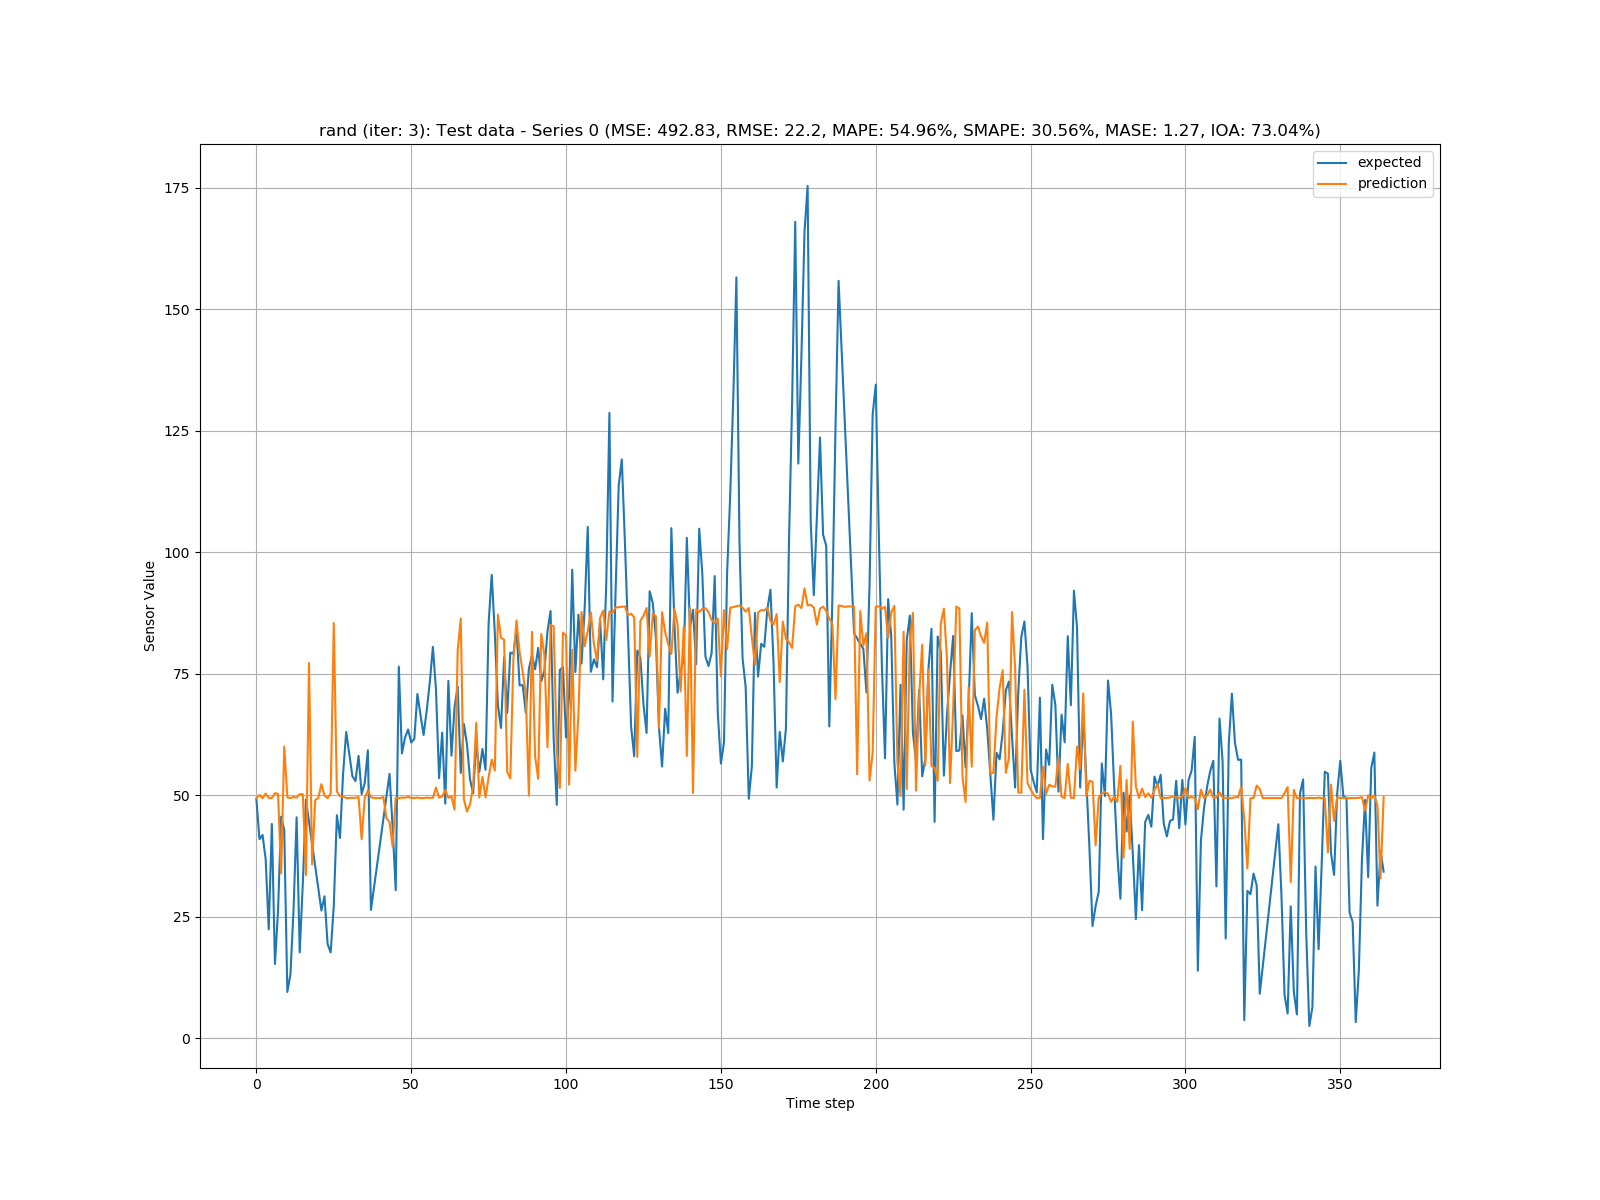 rand (iter: 3): Test data - Series 0 (MSE: 492.83, RMSE: 22.2, MAPE: 54.96%, SMAPE: 30.56%, MASE: 1.27, IOA: 73.04%)
expected
prediction
175
150
125
100
75
50
25
0
Sensor Value
0 50 100 150 200 250 300 350
Time step